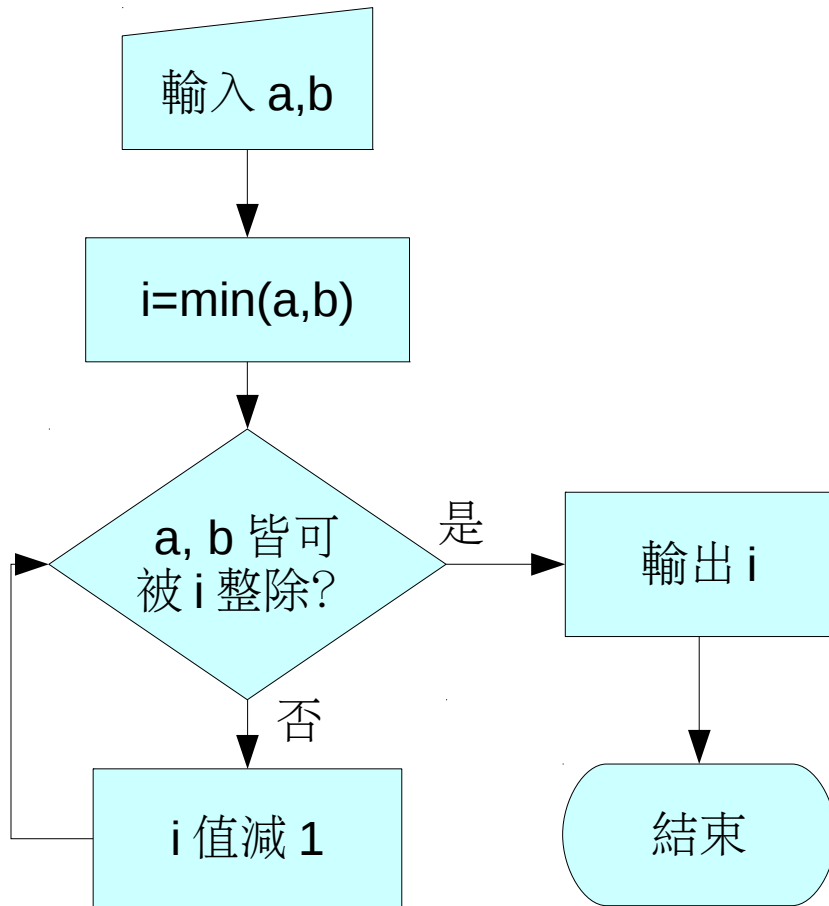 輸入 a,b
i=min(a,b)
a, b 皆可
被 i 整除?
是
輸出 i
否
i 值減 1
結束